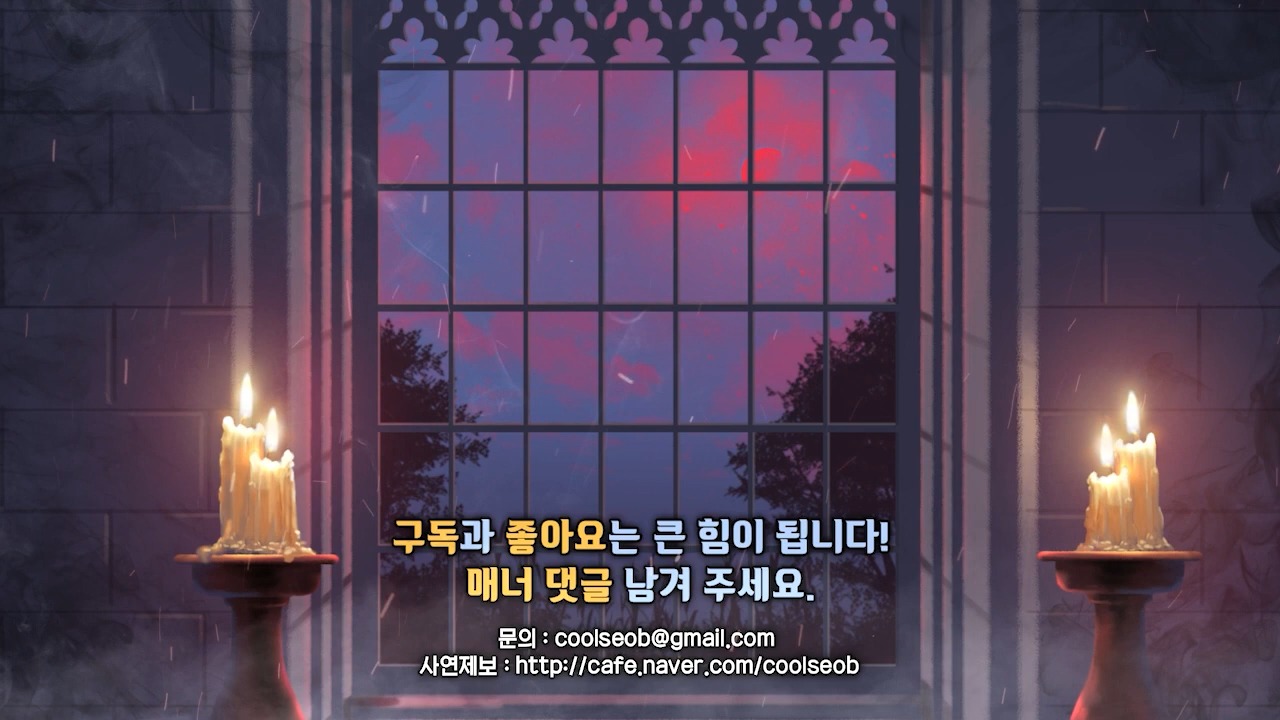 구독과 좋아요는 큰 힘이 됩니다!
매너 댓글 남겨 주세요.
문의 : coolseob@gmail.com
사연제보 : http://cafe.naver.com/coolseob